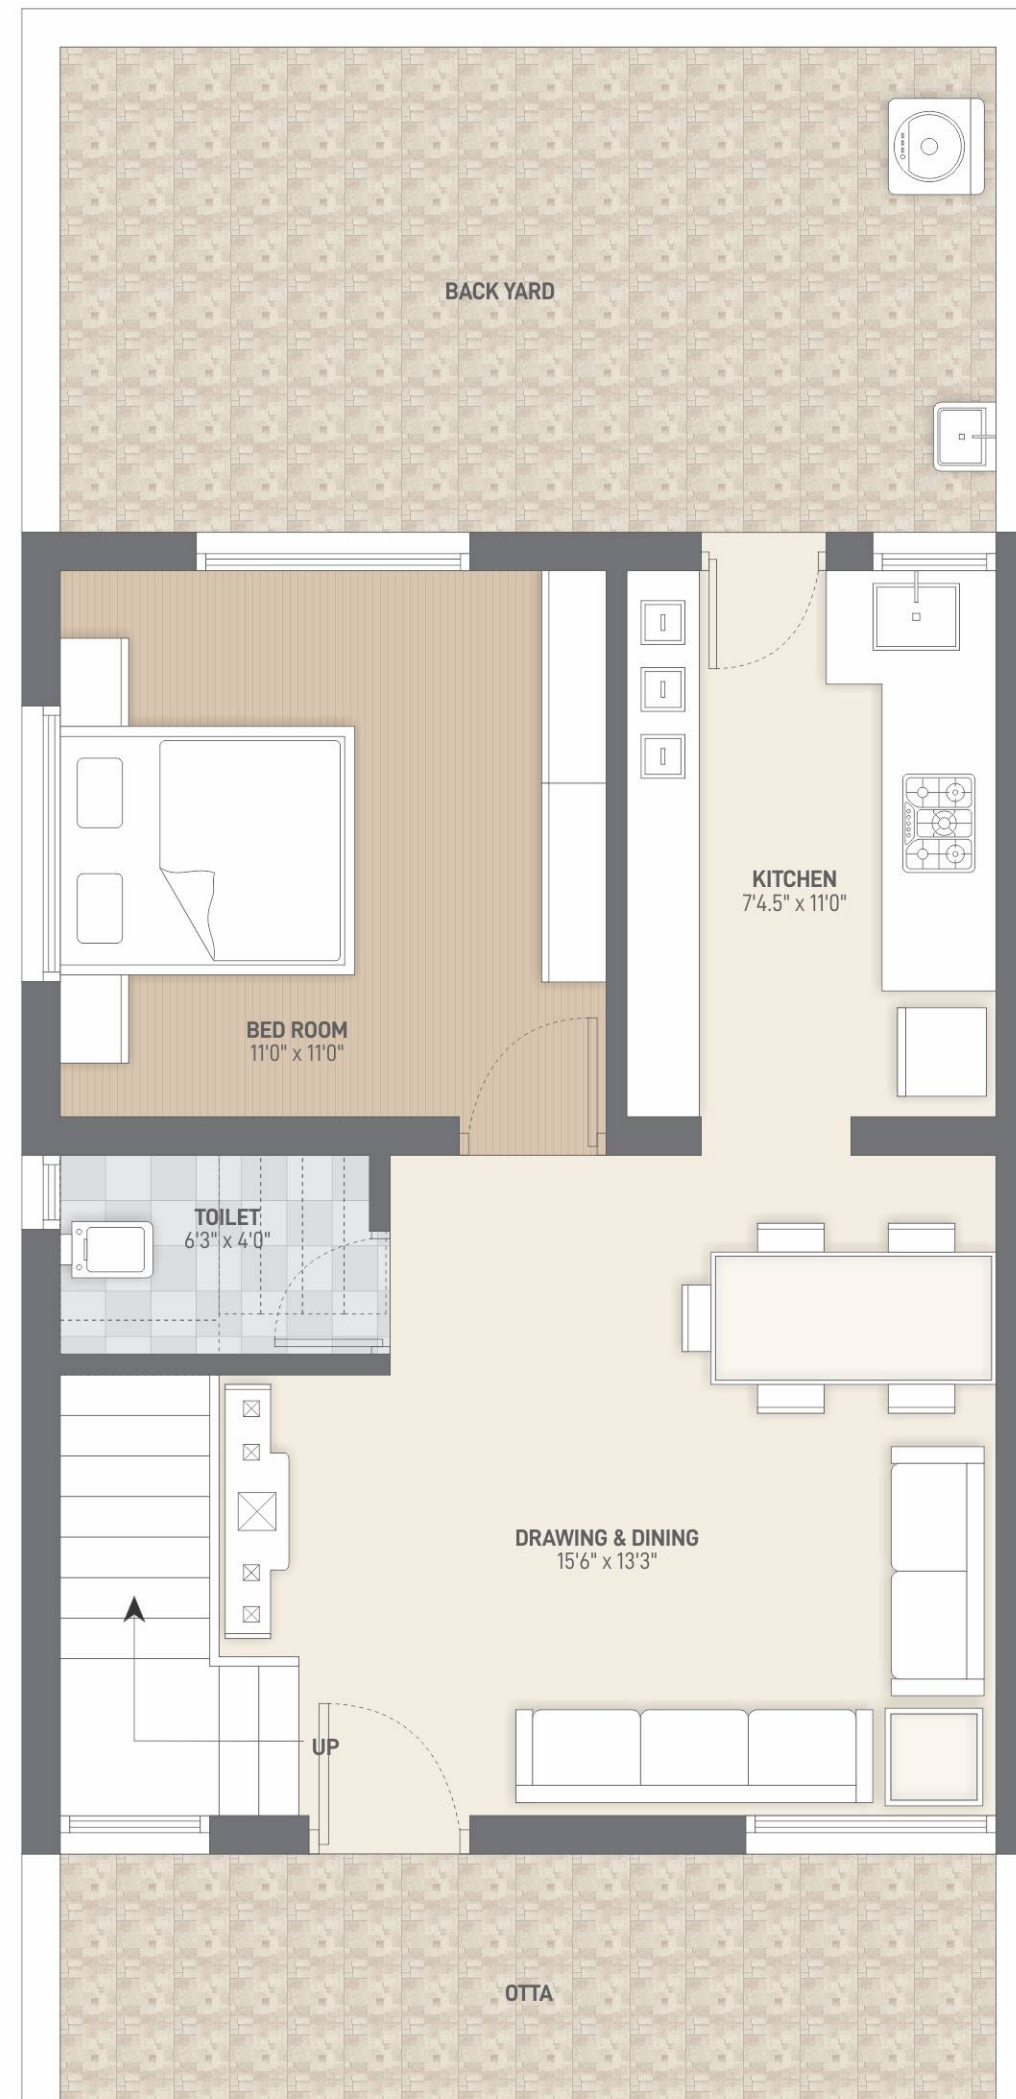 BACK YARD
KITCHEN
7'4.5" x 11'0"
BED ROOM
11'0" x 11'0"
TOILET
6'3" x 4'0"
DRAWING & DINING
15'6" x 13'3"
UP
OTTA